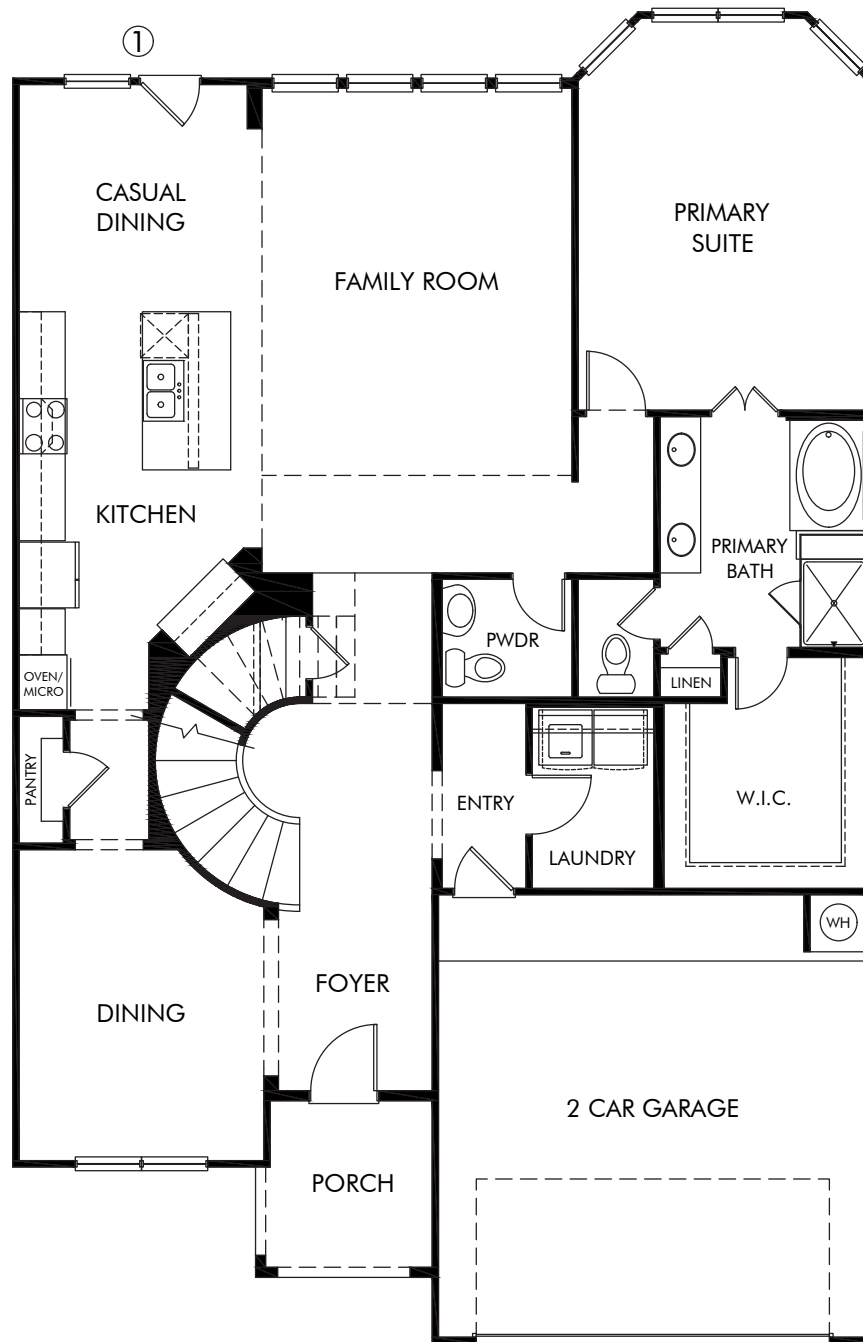 ①
CASUAL
DINING
PRIMARY
SUITE
FAMILY ROOM
KITCHEN
PRIMARY
BATH
PWDR
OVEN/
MICRO
LINEN
PANTRY
ENTRY
W.I.C.
LAUNDRY
WH
FOYER
DINING
2 CAR GARAGE
PORCH